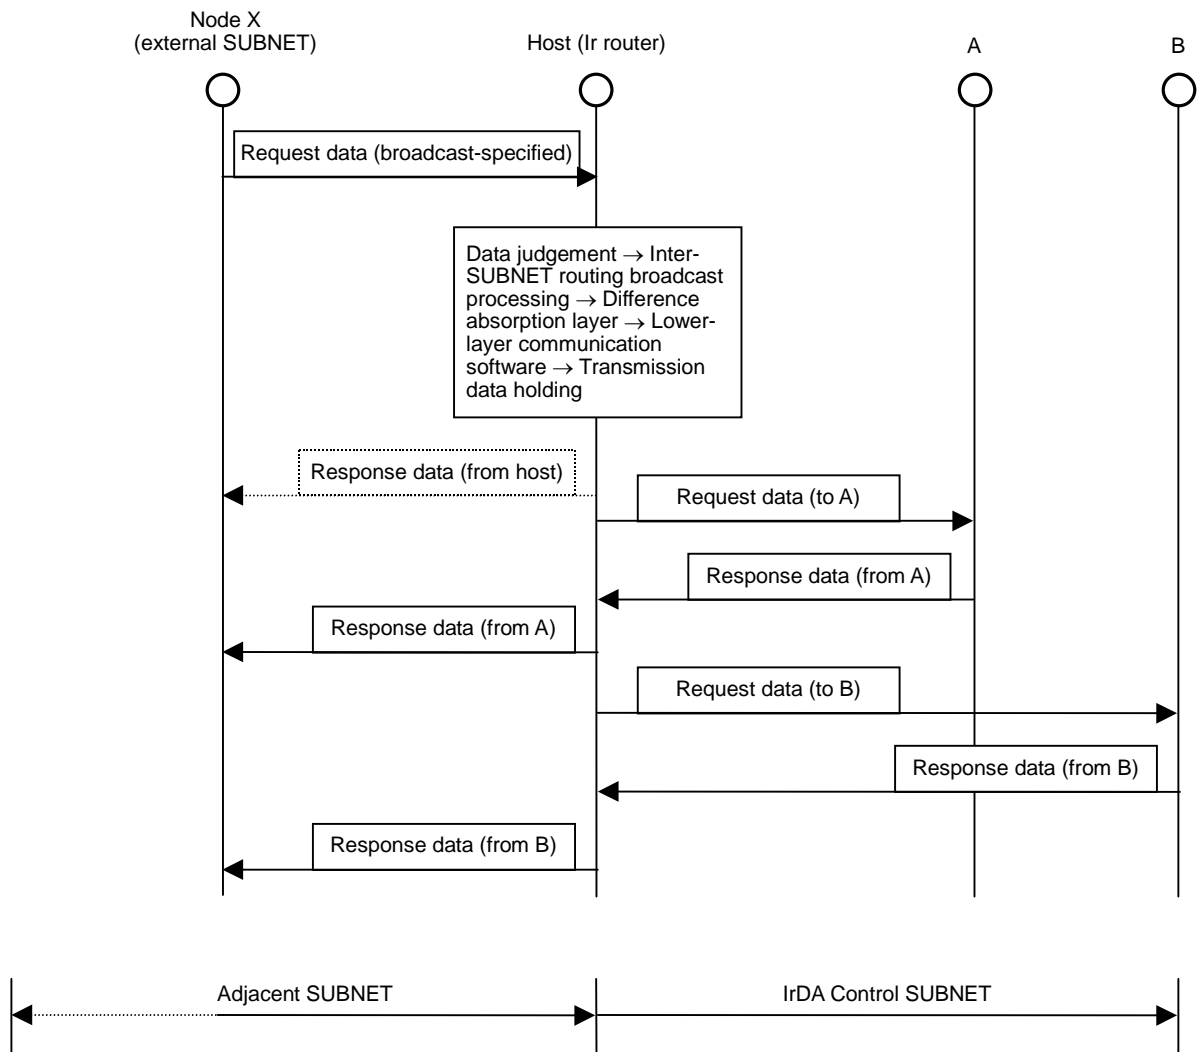 Node X
(external SUBNET)
Host (Ir router)
A
B
Request data (broadcast-specified)
Data judgement → Inter-
SUBNET routing broadcast
processing → Difference
absorption layer → Lower-
layer communication
software → Transmission
data holding
Response data (from host)
Request data (to A)
Response data (from A)
Response data (from A)
Request data (to B)
Response data (from B)
Response data (from B)
Adjacent SUBNET
IrDA Control SUBNET